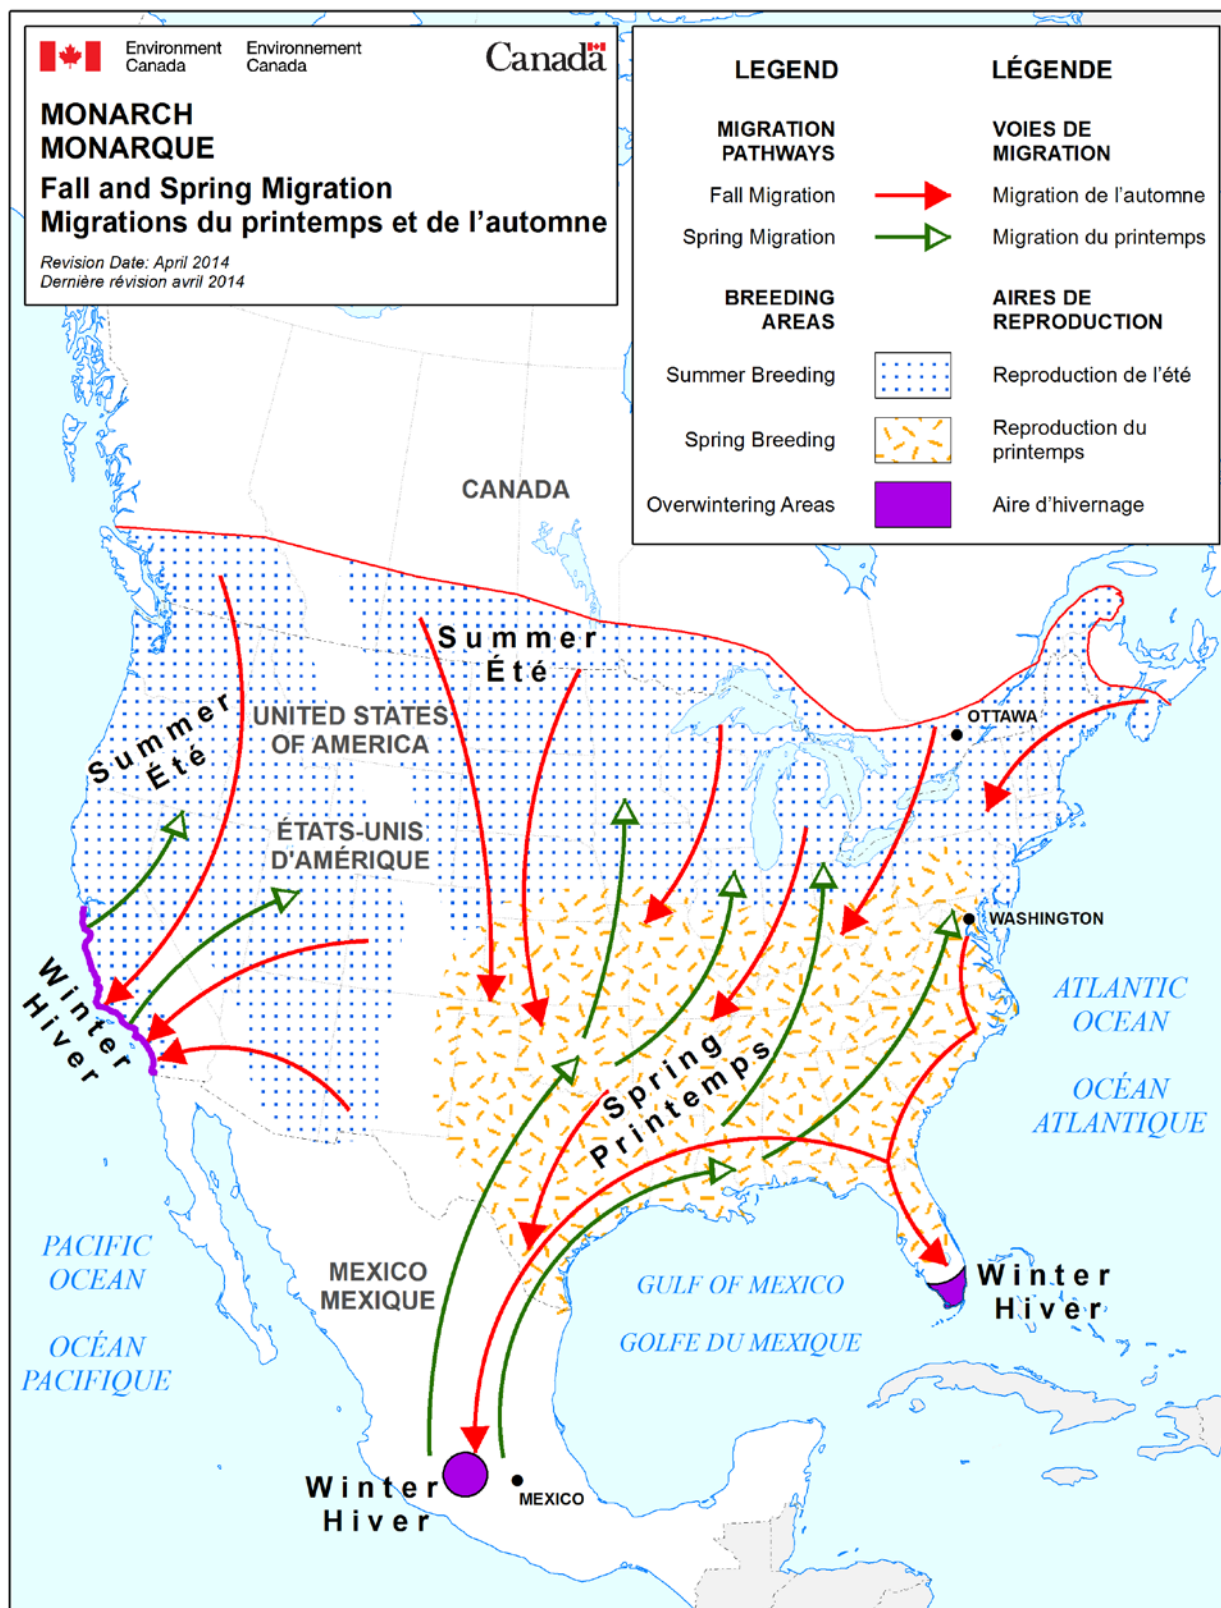 Environment
Canada
Environnement
Canada
Canada
MONARCH
MONARQUE
Fall and Spring Migration
Migrations du printemps et de l'automne
Revision Date: April 2014
Dernière révision avril 2014
LEGEND
LÉGENDE
MIGRATION
PATHWAYS
VOIES DE
MIGRATION
Fall Migration
Migration de l'automne
Spring Migration
Migration du printemps
BREEDING
AREAS
AIRES DE
REPRODUCTION
Summer Breeding
Reproduction de l'été
Spring Breeding
Reproduction du
printemps
Overwintering Areas
Aire d'hivernage
CANADA
Summer
Été
Summer
Été
UNITED STATES
OF AMERICA
ÉTATS-UNIS
D'AMÉRIQUE
OTTAWA
WASHINGTON
Winter
Hiver
ATLANTIC
OCEAN
OCÉAN
ATLANTIQUE
Spring
Printemps
PACIFIC
OCEAN
OCÉAN
PACIFIQUE
MEXICO
MEXIQUE
GULF OF MEXICO
GOLFE DU MEXIQUE
Winter
Hiver
Winter
Hiver
MEXICO